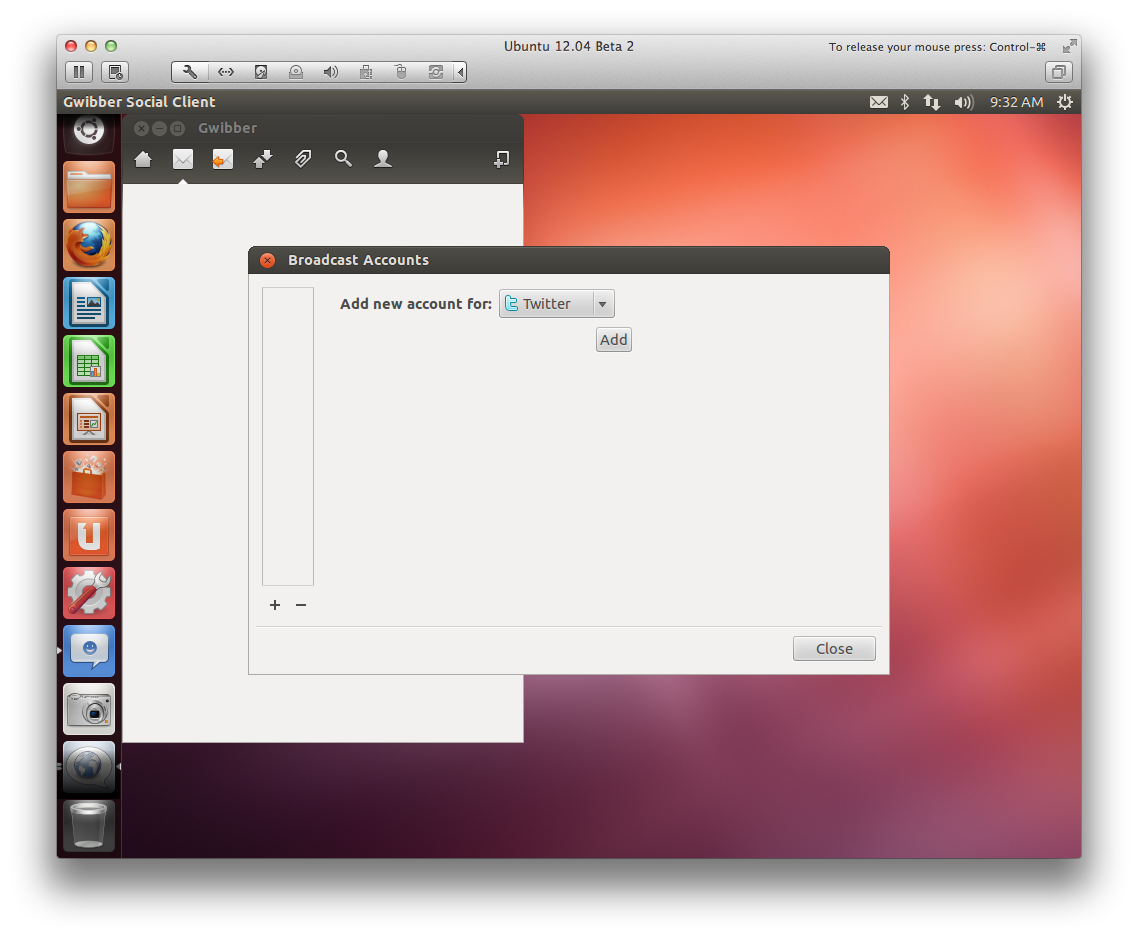 Ubuntu 12.04 Beta 2
To release your mouse press: Control-⌘
Gwibber Social Client
9:32 AM
Gwibber
Broadcast Accounts
Add new account for:
Twitter
Add
Close